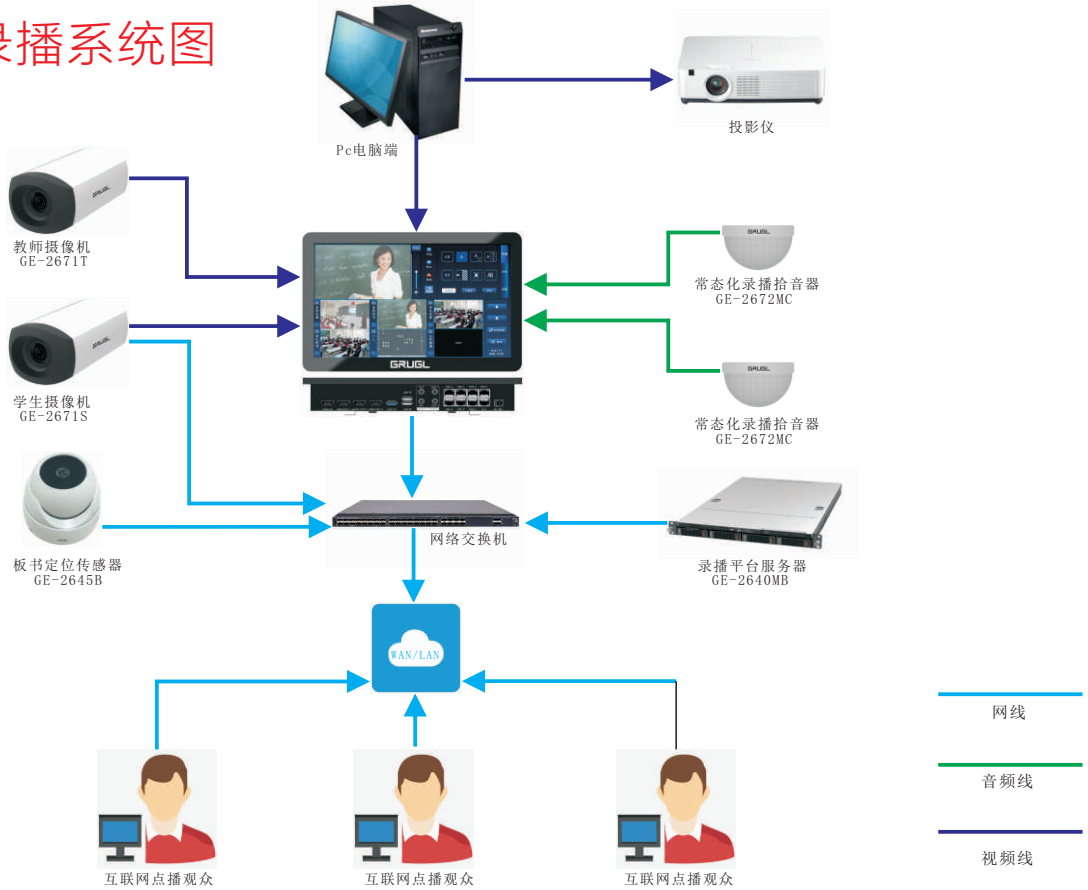 录播系统图
Pc电脑端
投影仪
GRUGL
教师摄像机
GE-2671T
GRUGL
常态化录播拾音器
GE-2672MC
GRUGL
学生摄像机
GE-2671S
GRUGL
GRUGL
常态化录播拾音器
GE-2672MC
板书定位传感器
GE-2645B
网络交换机
录播平台服务器
GE-2640MB
WAN/LAN
网线
音频线
视频线
互联网点播观众
互联网点播观众
互联网点播观众